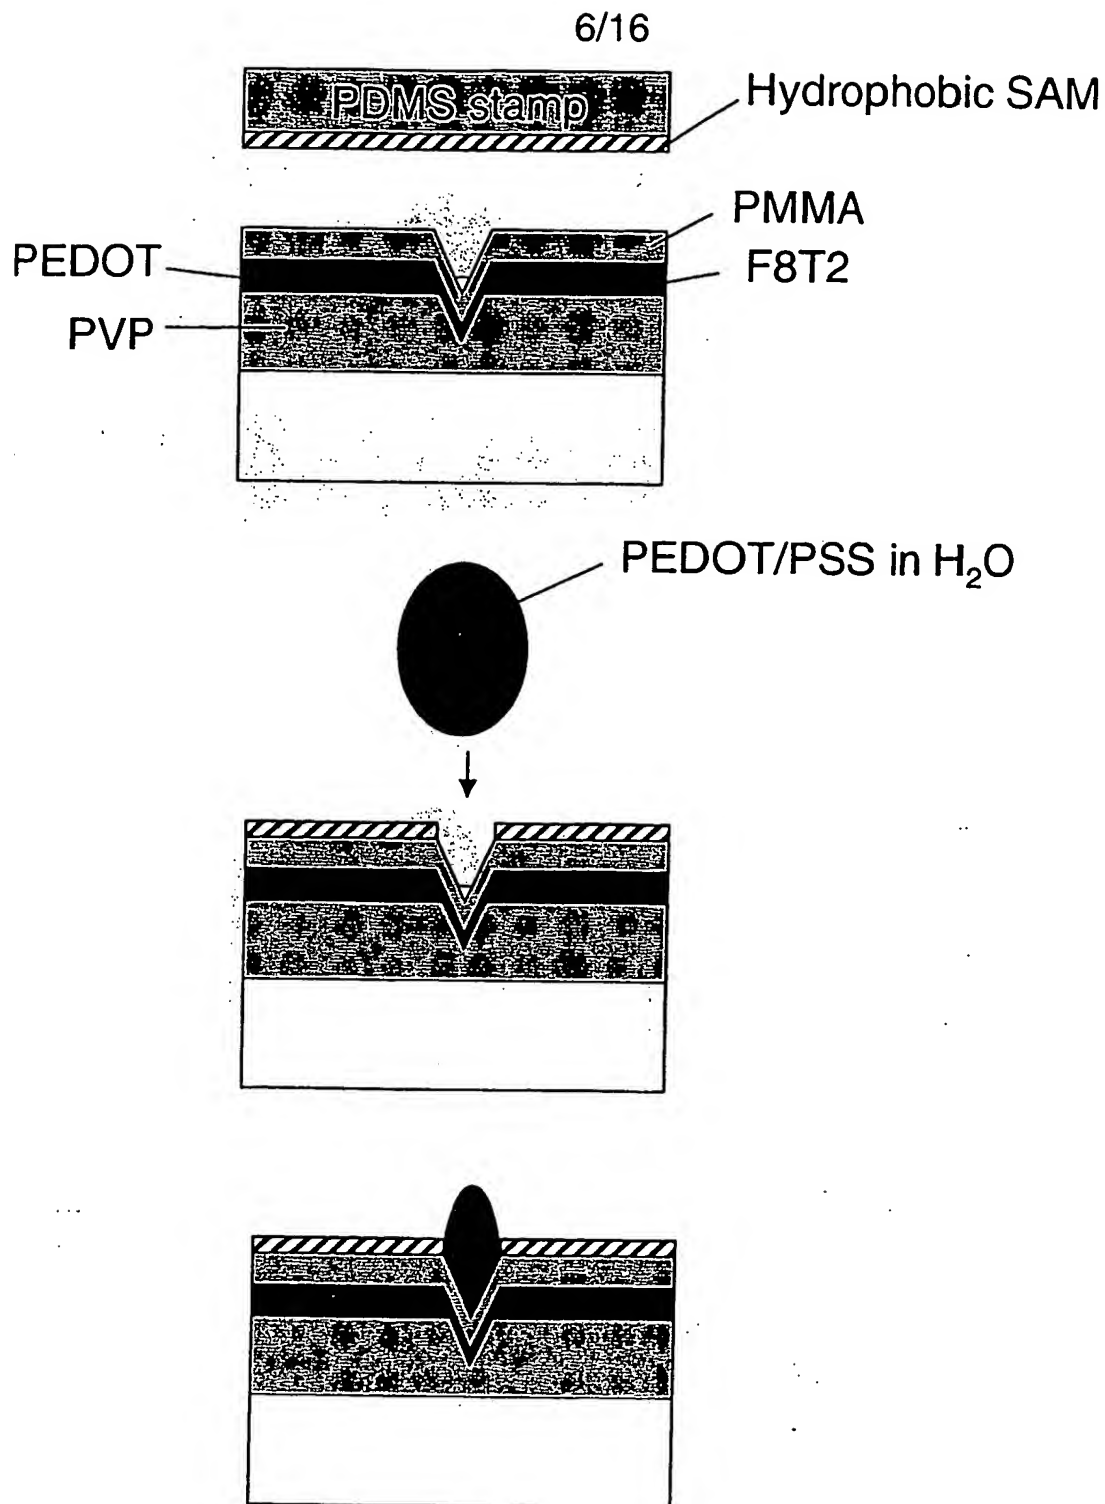 6/16
PDMS stamp
Hydrophobic SAM
PMMA
PEDOT
F8T2
PVP
PEDOT/PSS in H₂O